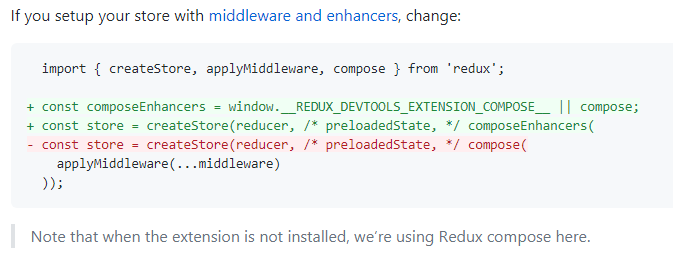 If you setup your store with middleware and enhancers, change:
import { createStore, applyMiddleware, compose } from 'redux';
+ const composeEnhancers = window.__REDUX_DEVTOOLS_EXTENSION_COMPOSE__ || compose;
+ const store = createStore(reducer, /* preloadedState, */ composeEnhancers(
- const store = createStore(reducer, /* preloadedState, */ compose(
applyMiddleware(...middleware)
));
Note that when the extension is not installed, we’re using Redux compose here.